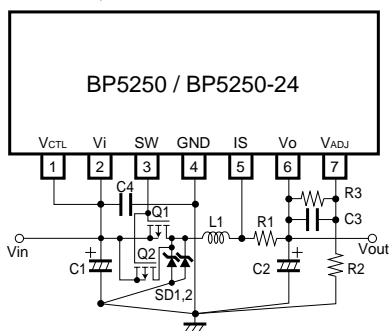 BP5250 / BP5250-24
VCTL Vi SW GND IS Vo VADJ
1 2 3 4 5 6 7
C4
Q1
R3
L1 R1 C3
Vin Vout
+ Q2 +
C1 C2 R2
SD1,2